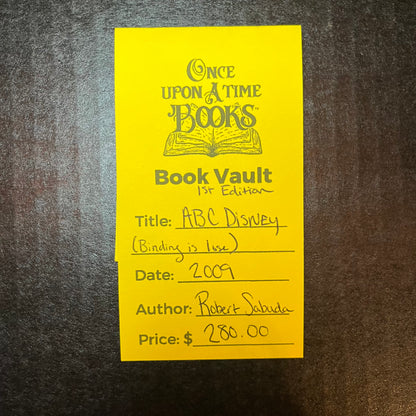 ONCE
UPON A TIME
BOOKS™
Book Vault
1st Edition
Title: ABC Disney
(Binding is lose)
Date: 2009
Author: Robert Sabuda
Price: $ 280.00